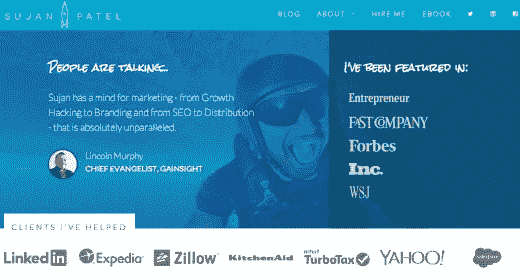 SUJAN PATEL
BLOG ABOUT HIRE ME EBOOK
PEOPLE ARE TALKING...
Sujan has a mind for marketing - from Growth
Hacking to Branding and from SEO to Distribution
- that is absolutely unparalleled.
Lincoln Murphy
CHIEF EVANGELIST, GAINSIGHT
I'VE BEEN FEATURED IN:
Entrepreneur
FAST COMPANY
Forbes
Inc.
WSJ
CLIENTS I'VE HELPED
LinkedIn Expedia Zillow KitchenAid intuit TurboTax YAHOO! salesforce